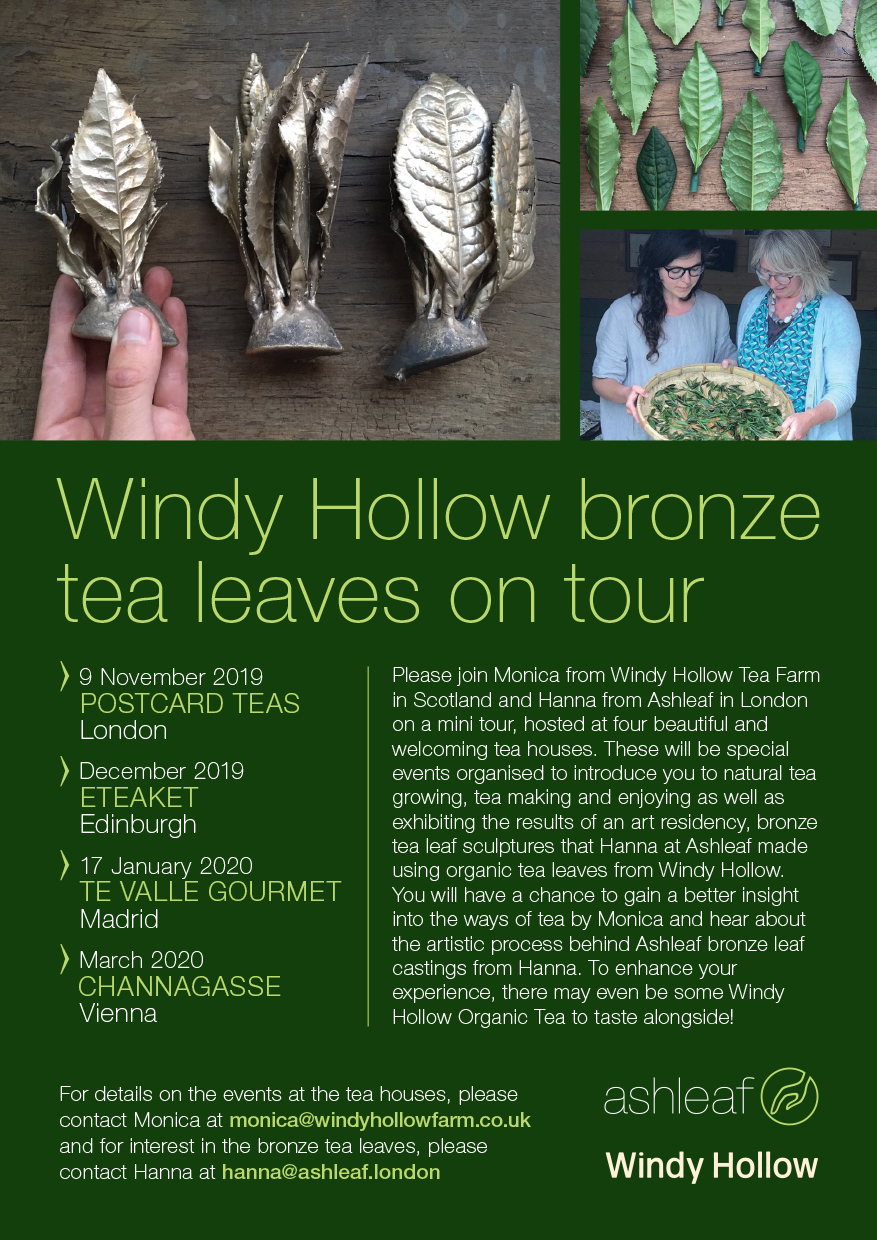 Windy Hollow bronze
tea leaves on tour
9 November 2019
POSTCARD TEAS
London
December 2019
ETEAKET
Edinburgh
17 January 2020
TE VALLE GOURMET
Madrid
March 2020
CHANNAGASSE
Vienna
Please join Monica from Windy Hollow Tea Farm
in Scotland and Hanna from Ashleaf in London
on a mini tour, hosted at four beautiful and
welcoming tea houses. These will be special
events organised to introduce you to natural tea
growing, tea making and enjoying as well as
exhibiting the results of an art residency, bronze
tea leaf sculptures that Hanna at Ashleaf made
using organic tea leaves from Windy Hollow.
You will have a chance to gain a better insight
into the ways of tea by Monica and hear about
the artistic process behind Ashleaf bronze leaf
castings from Hanna. To enhance your
experience, there may even be some Windy
Hollow Organic Tea to taste alongside!
For details on the events at the tea houses, please
contact Monica at monica@windyhollowfarm.co.uk
and for interest in the bronze tea leaves, please
contact Hanna at hanna@ashleaf.london
ashleaf
Windy Hollow